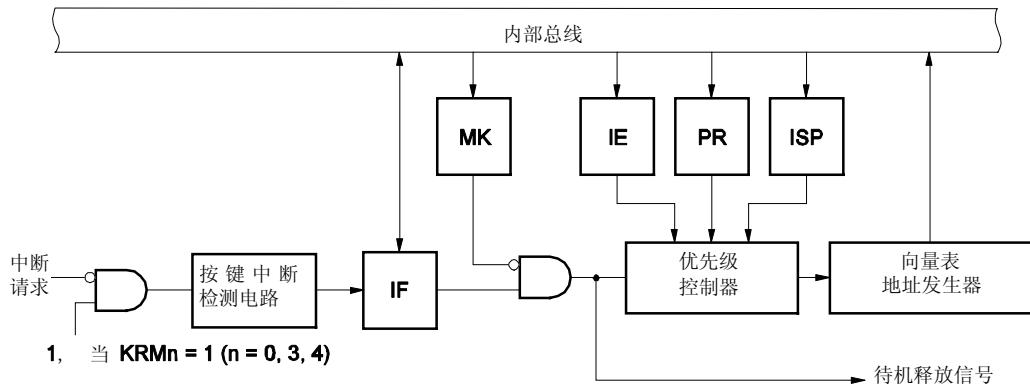 内部总线
MK
IE
PR
ISP
中断
请求
按键中断
检测电路
IF
优先级
控制器
向量表
地址发生器
1, 当 KRMn = 1 (n = 0, 3, 4)
待机释放信号